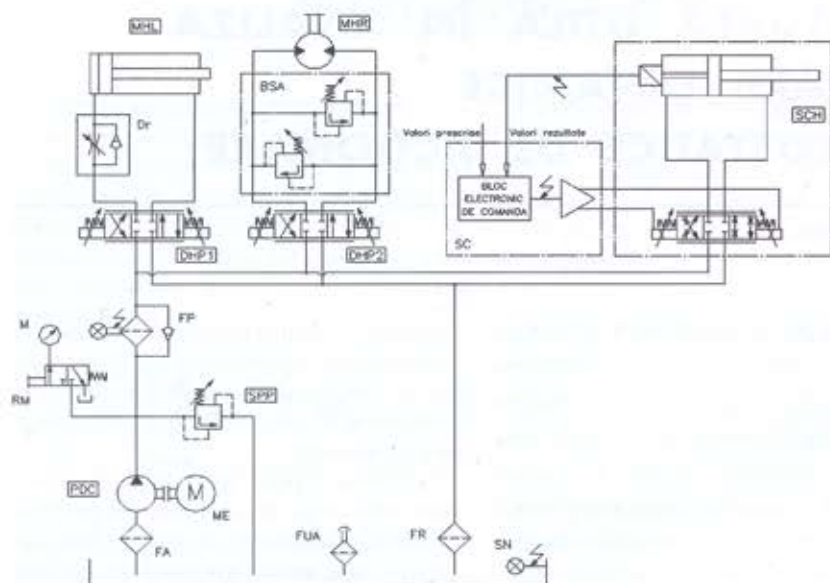 MHL
MHR
BSA
Dr
SCH
Valori prescrise
Valori rezultate
BLOC
ELECTRONIC
DE COMANDA
SC
DHP1
DHP2
M
FP
RM
SPP
PDC
M
ME
FA
FUA
FR
SN